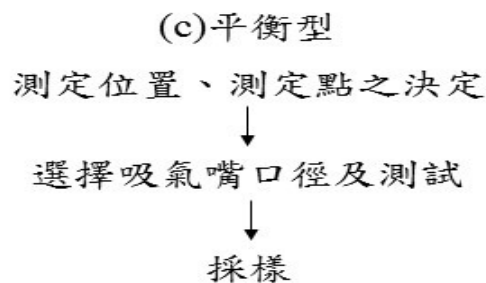 (c)平衡型
測定位置、測定點之決定
選擇吸氣嘴口徑及測試
採樣